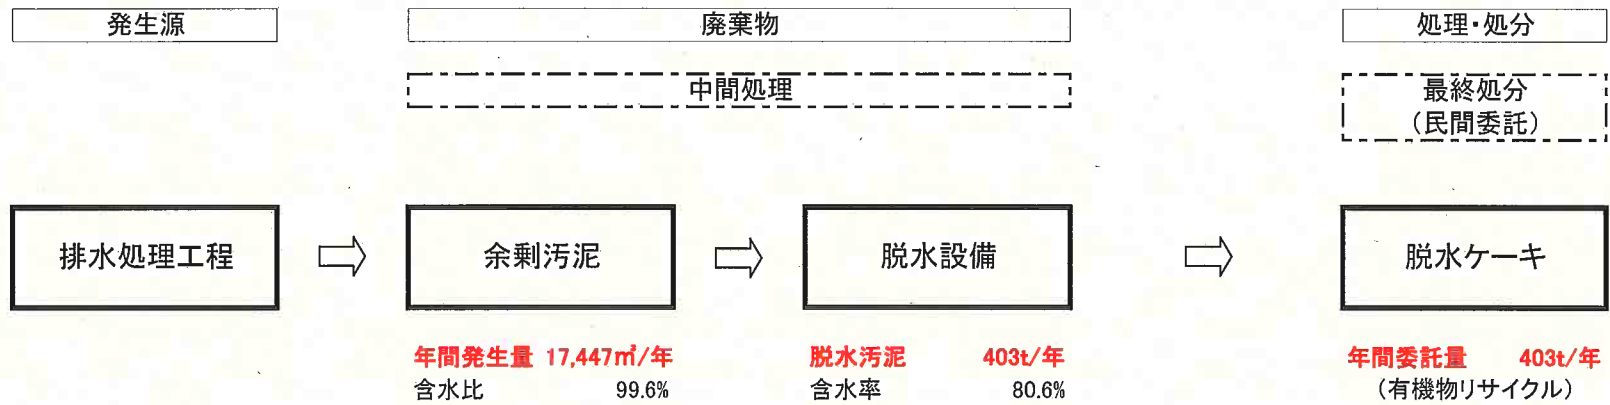 発生源
廃棄物
処理・処分
中間処理
最終処分
（民間委託）
排水処理工程
余剰汚泥
脱水設備
脱水ケーキ
年間発生量 17,447㎥/年
含水比 99.6%
脱水汚泥 403t/年
含水率 80.6%
年間委託量 403t/年
（有機物リサイクル）